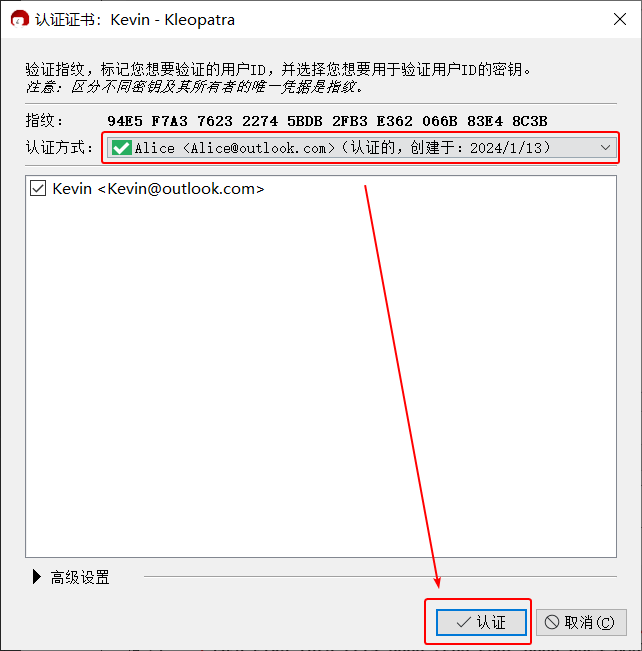 认证证书：Kevin - Kleopatra
验证指纹，标记您想要验证的用户ID，并选择您想要用于验证用户ID的密钥。
注意：区分不同密钥及其所有者的唯一凭据是指纹。
指纹： 94E5 F7A3 7623 2274 5BDB 2FB3 E362 066B 83E4 8C3B
认证方式： Alice <Alice@outlook.com>（认证的，创建于：2024/1/13）
Kevin <Kevin@outlook.com>
高级设置
认证 取消(C)